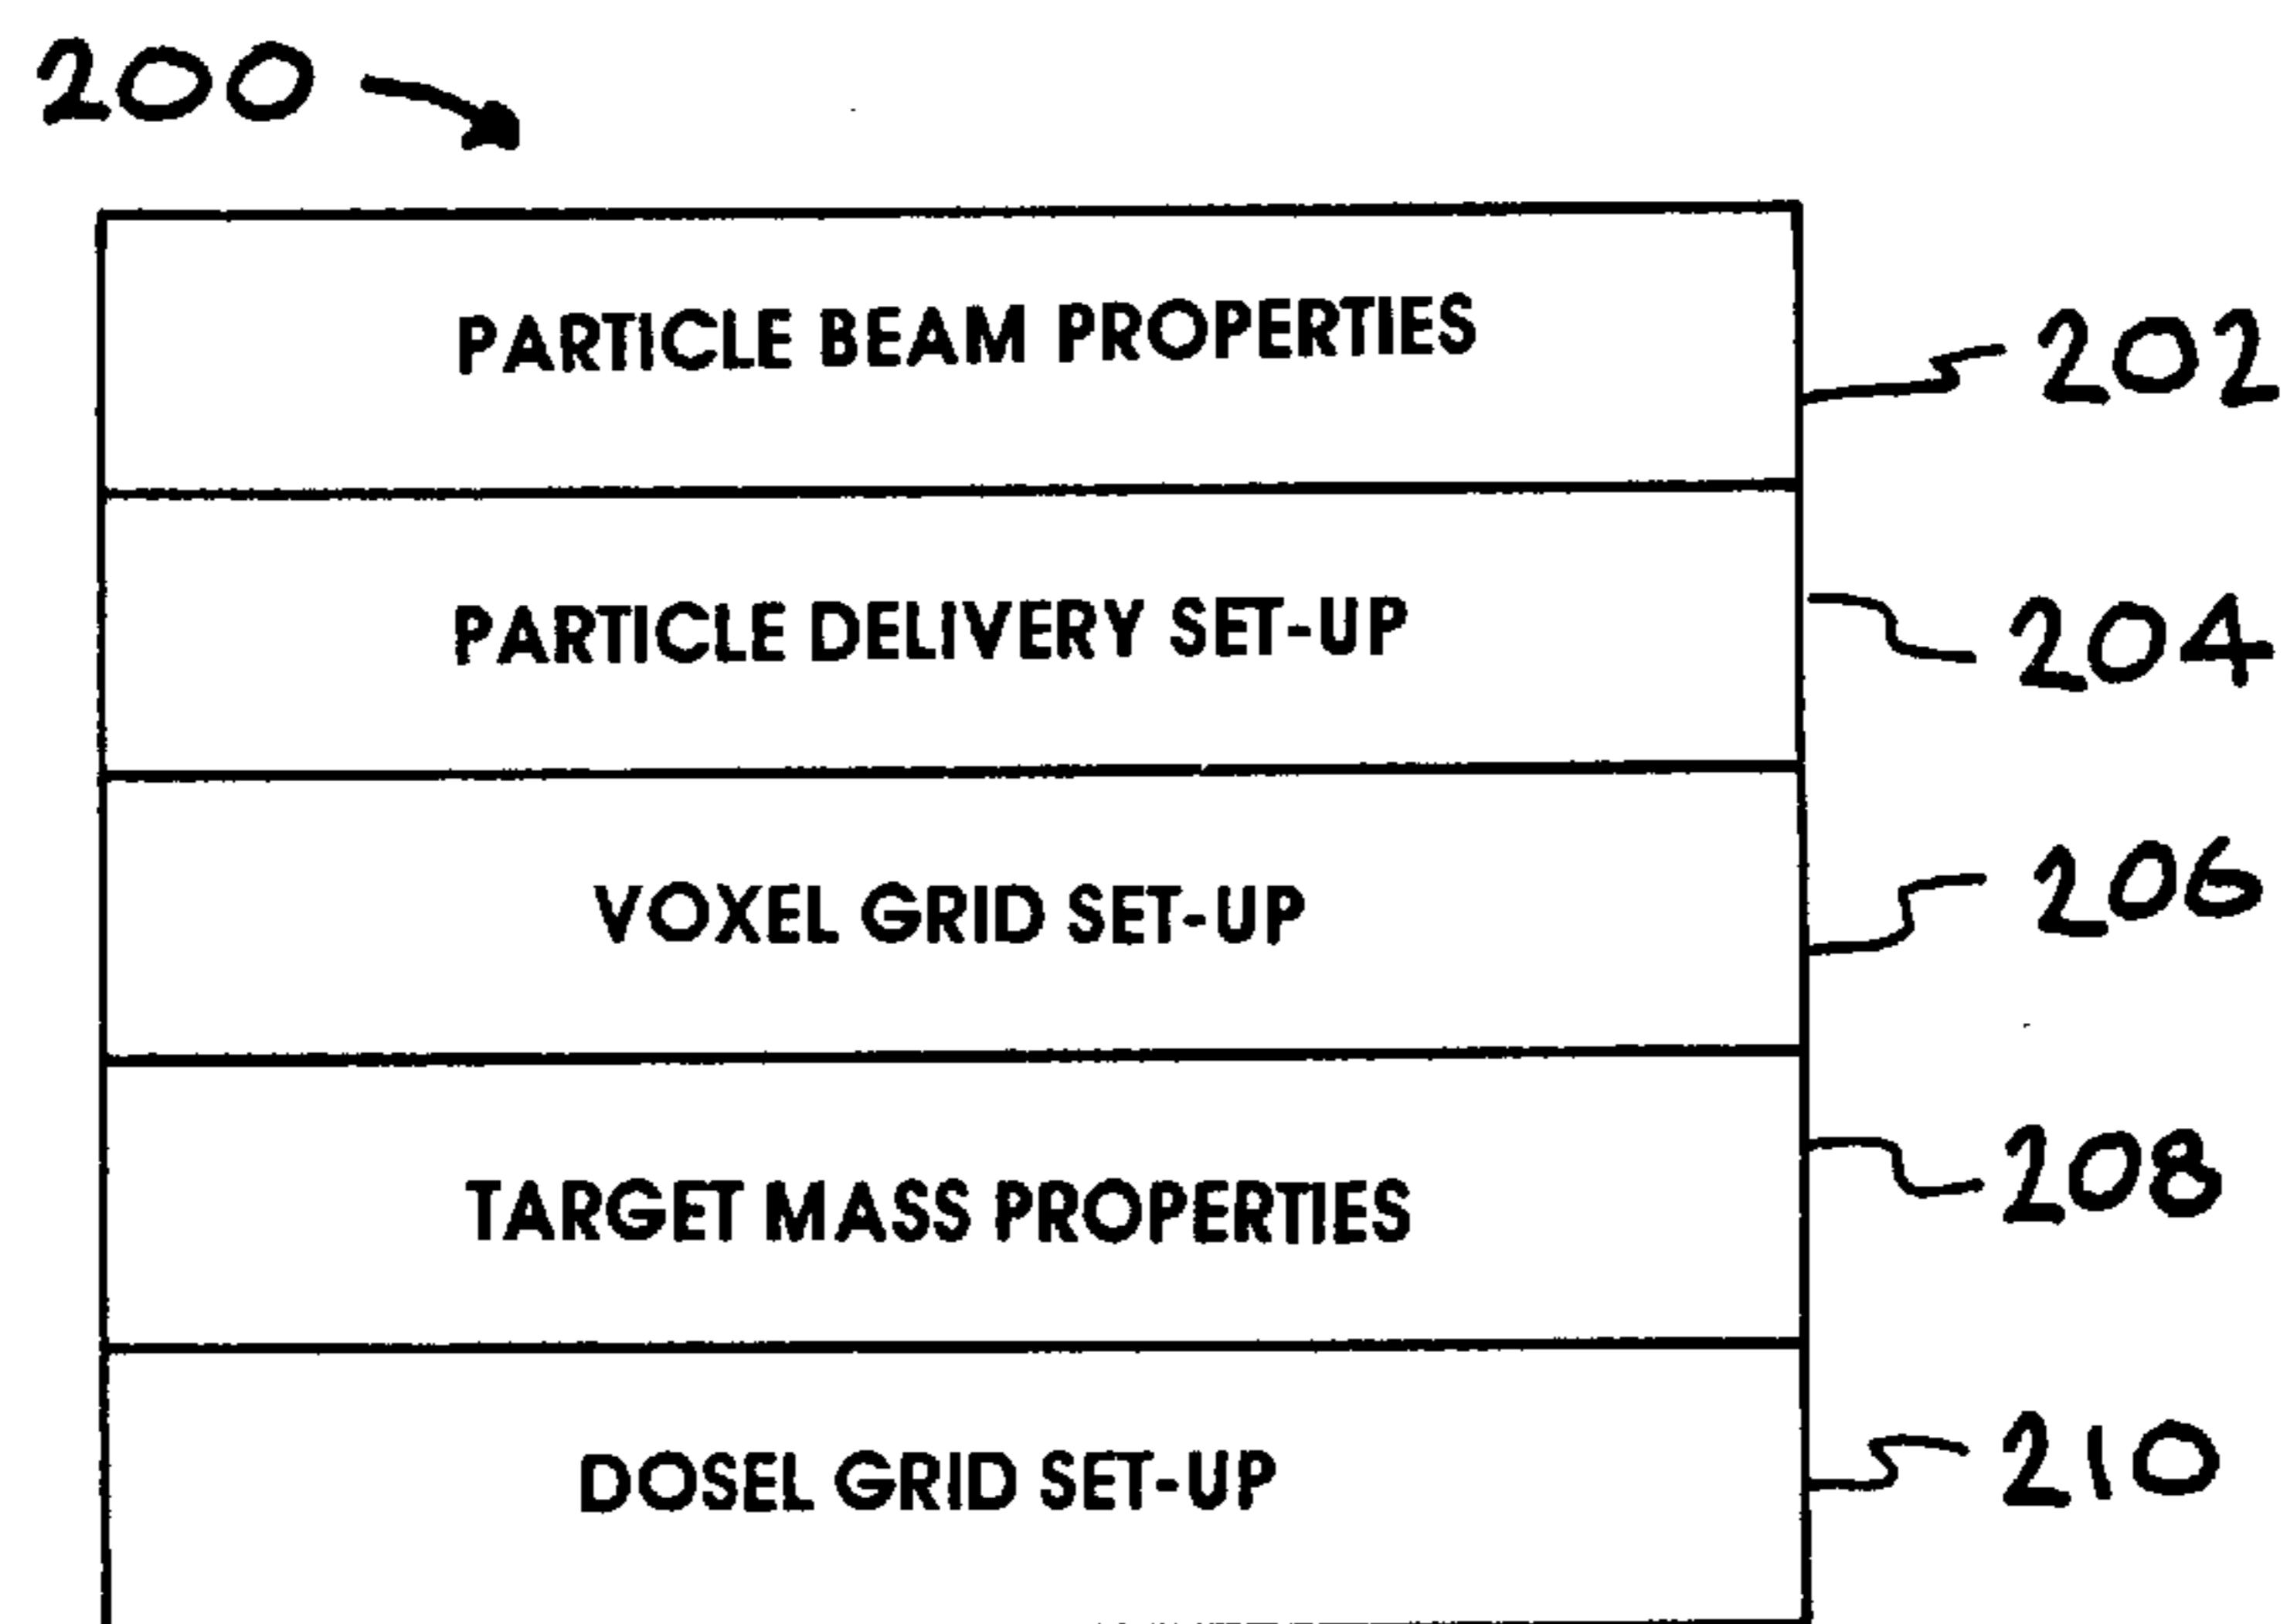 200
PARTICLE BEAM PROPERTIES
202
PARTICLE DELIVERY SET-UP
204
VOXEL GRID SET-UP
206
TARGET MASS PROPERTIES
208
DOSEL GRID SET-UP
210